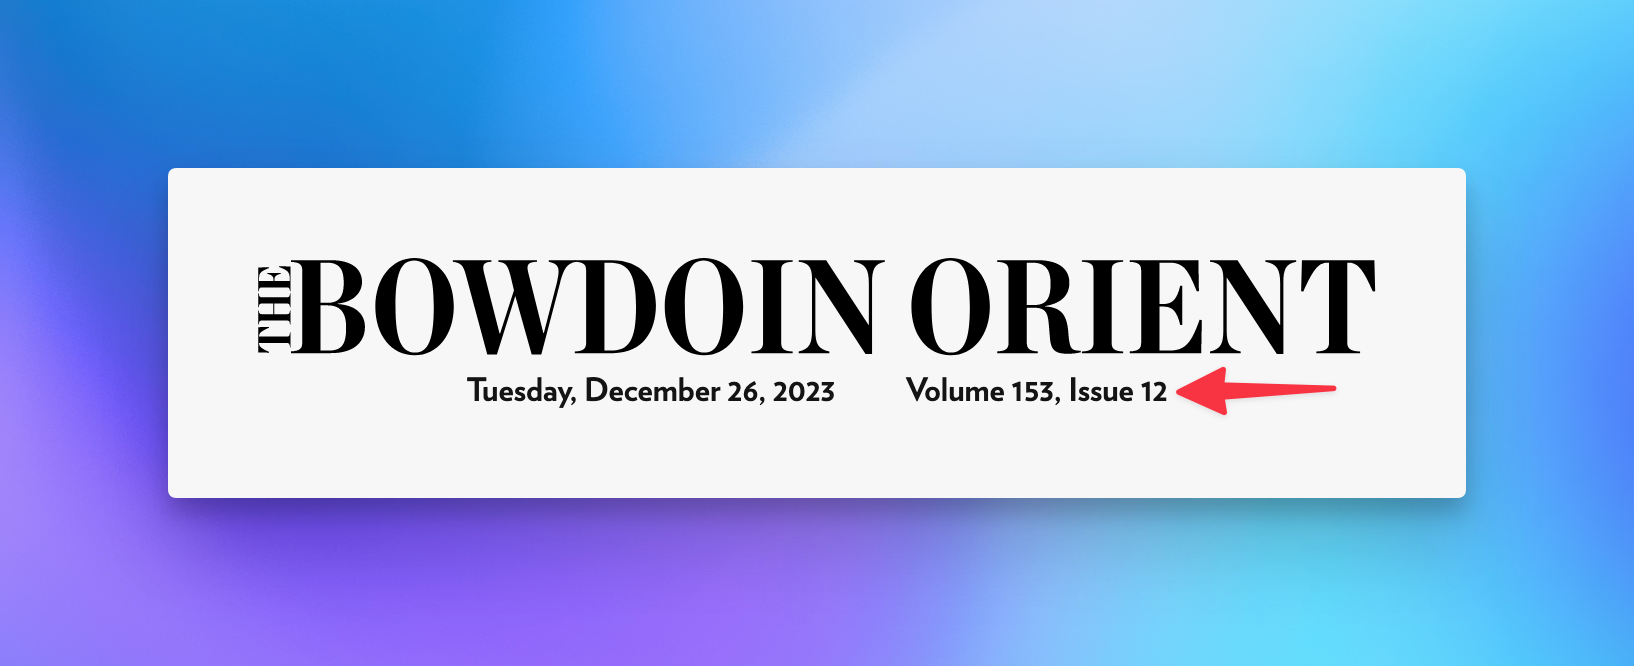 THE BOWDOIN ORIENT
Tuesday, December 26, 2023 Volume 153, Issue 12